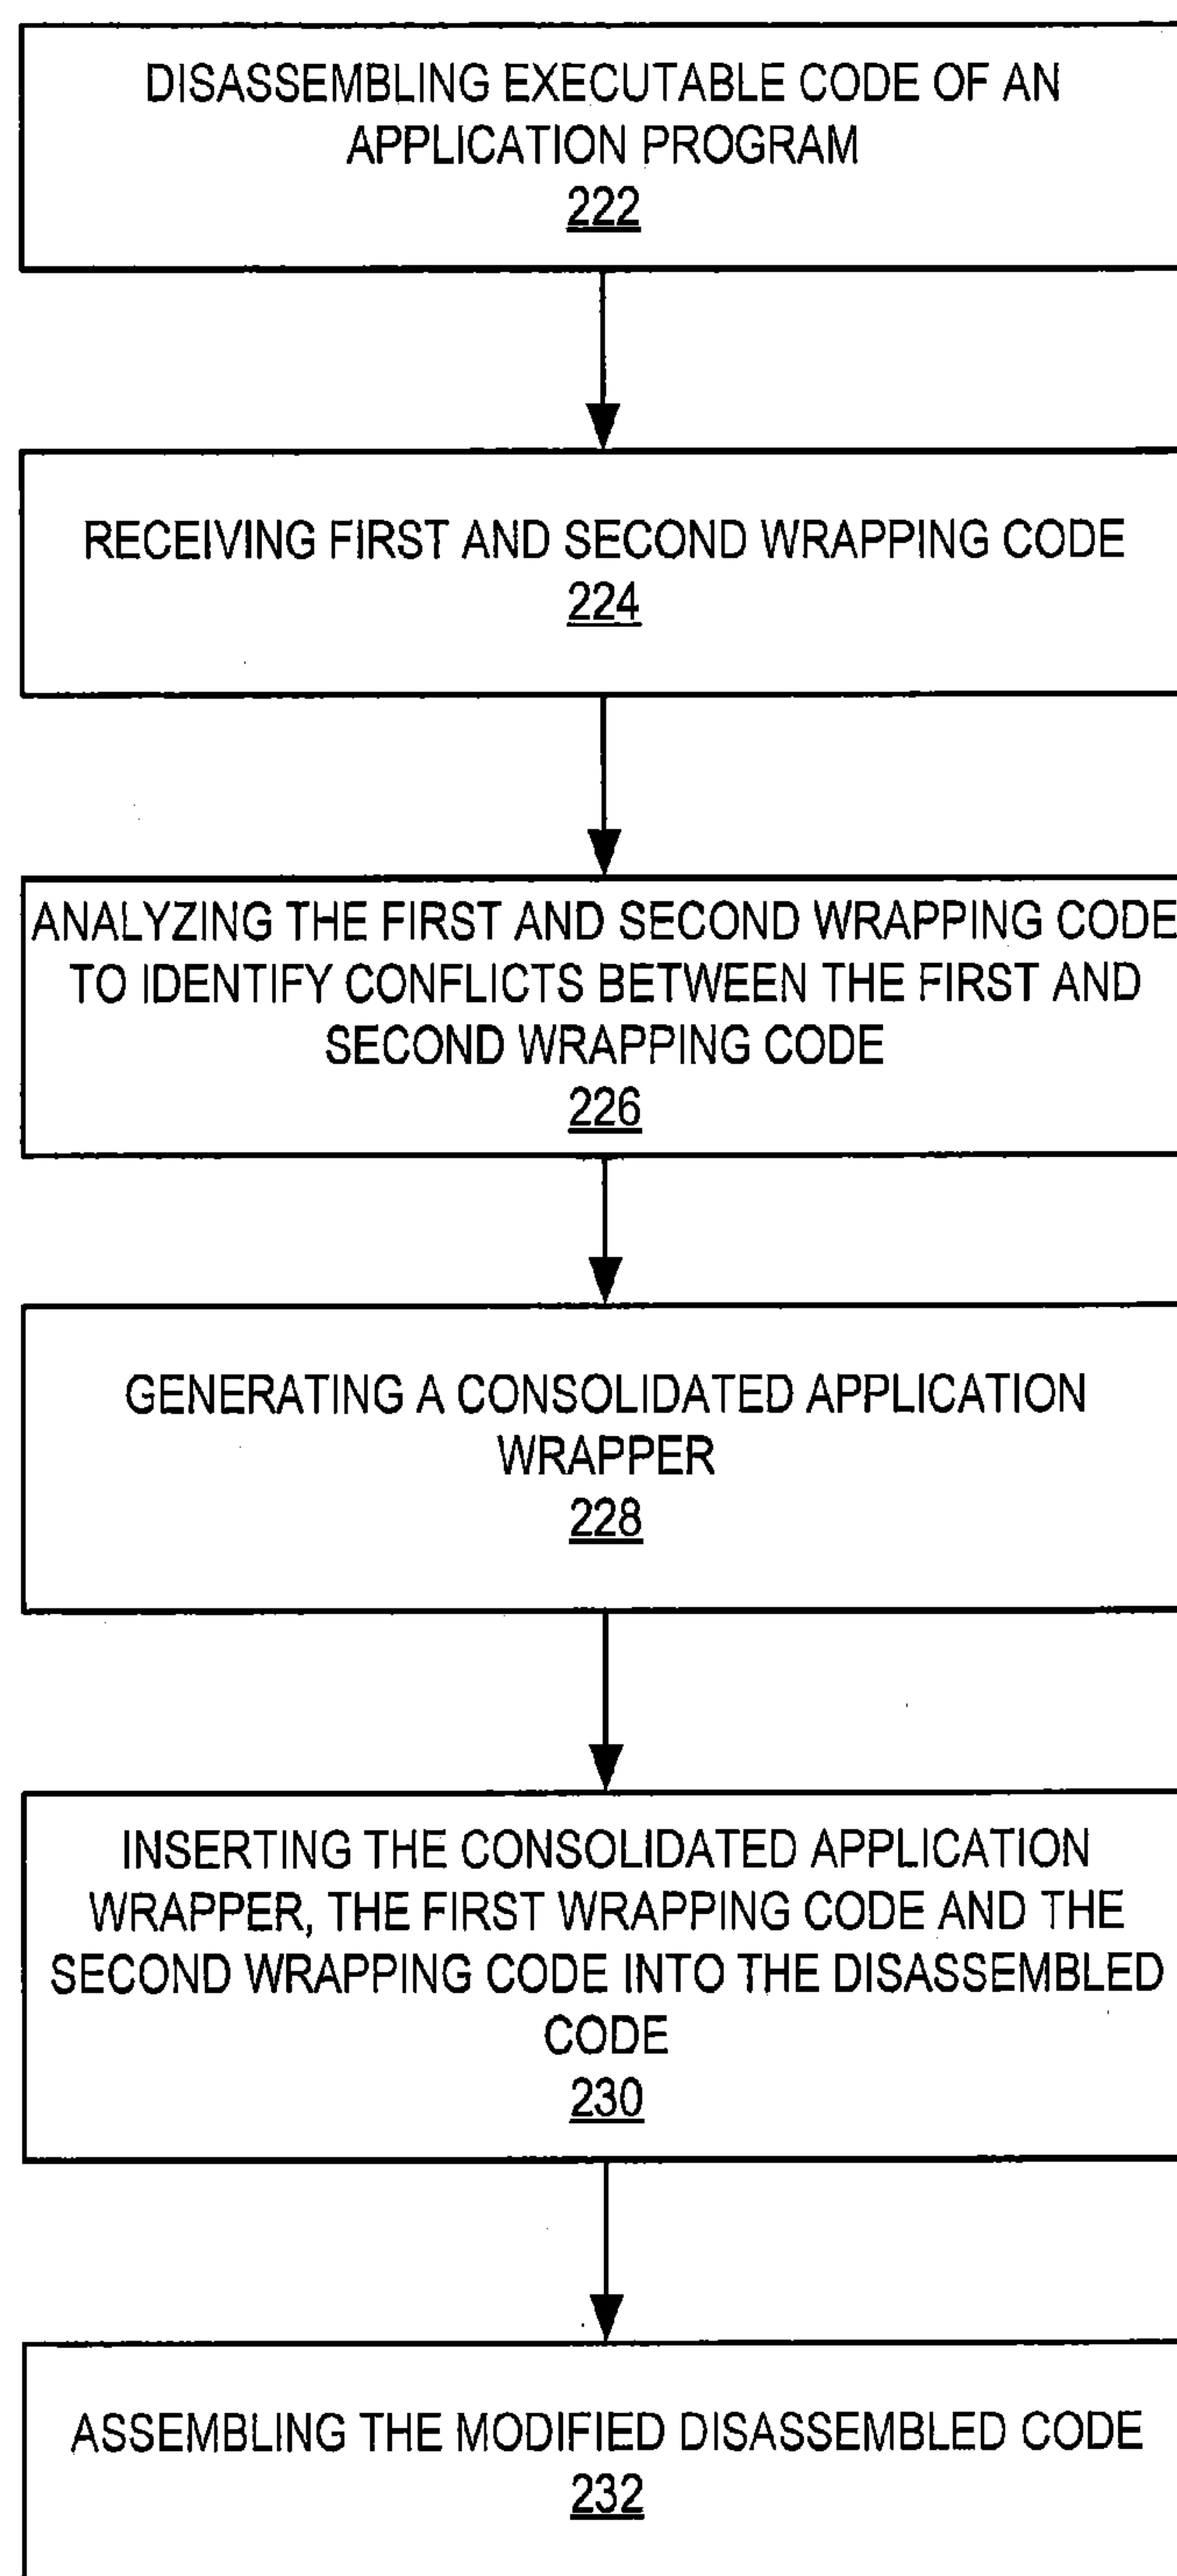 DISASSEMBLING EXECUTABLE CODE OF AN
APPLICATION PROGRAM
222
RECEIVING FIRST AND SECOND WRAPPING CODE
224
ANALYZING THE FIRST AND SECOND WRAPPING CODE
TO IDENTIFY CONFLICTS BETWEEN THE FIRST AND
SECOND WRAPPING CODE
226
GENERATING A CONSOLIDATED APPLICATION
WRAPPER
228
INSERTING THE CONSOLIDATED APPLICATION
WRAPPER, THE FIRST WRAPPING CODE AND THE
SECOND WRAPPING CODE INTO THE DISASSEMBLED
CODE
230
ASSEMBLING THE MODIFIED DISASSEMBLED CODE
232